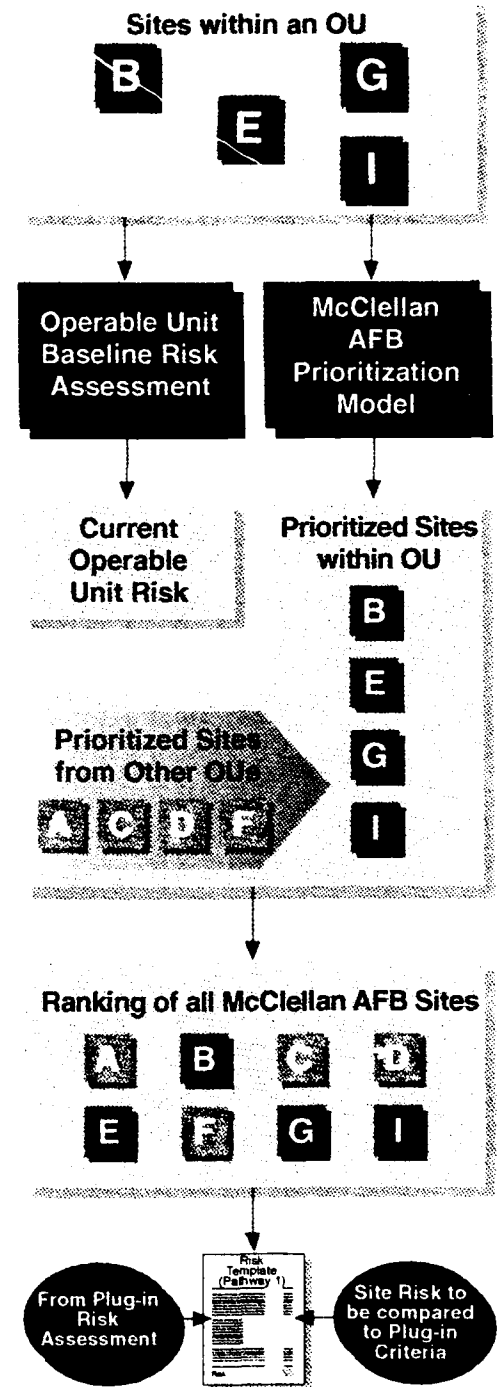 Sites within an OU
B
G
E
I
Operable Unit
Baseline Risk
Assessment
McClellan
AFB
Prioritization
Model
Current
Operable
Unit Risk
Prioritized Sites
within OU
B
E
G
I
Prioritized Sites
from Other OUs
A C D F
Ranking of all McClellan AFB Sites
A B C D
E F G I
From Plug-in
Risk
Assessment
Risk
Template
(Pathway 1)
Risk
Site Risk to
be compared
to Plug-in
Criteria